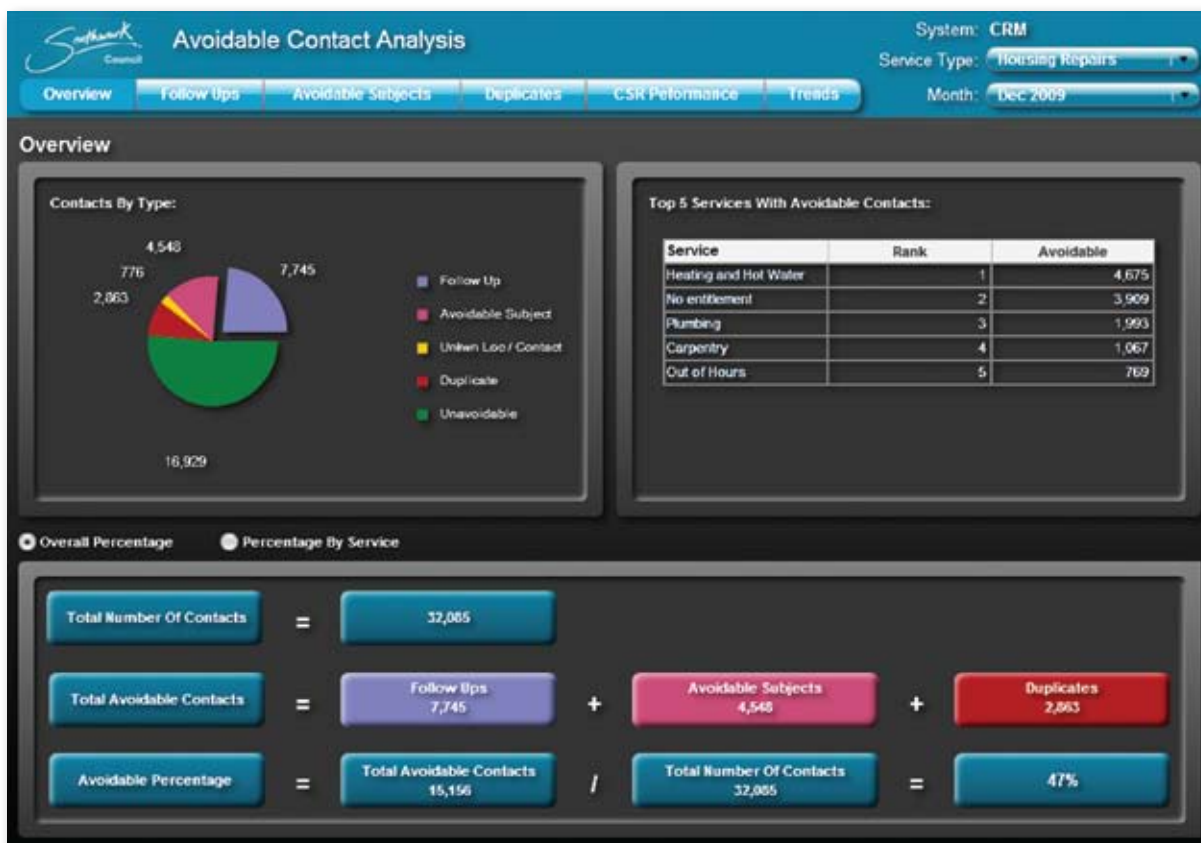 Southwark
Council
Avoidable Contact Analysis
System: CRM
Service Type: Housing Repairs
Month: Dec 2009
Overview Follow Ups Avoidable Subjects Duplicates CSR Peformance Trends
Overview
Contacts By Type:
4,548
776
7,745
2,863
16,929
Follow Up
Avoidable Subject
Unkwn Loc / Contact
Duplicate
Unavoidable
Top 5 Services With Avoidable Contacts:
Service Rank Avoidable
Heating and Hot Water 1 4,675
No entitlement 2 3,909
Plumbing 3 1,993
Carpentry 4 1,067
Out of Hours 5 769
Overall Percentage Percentage By Service
Total Number Of Contacts = 32,085
Total Avoidable Contacts = Follow Ups 7,745 + Avoidable Subjects 4,548 + Duplicates 2,863
Avoidable Percentage = Total Avoidable Contacts 15,156 / Total Number Of Contacts 32,085 = 47%